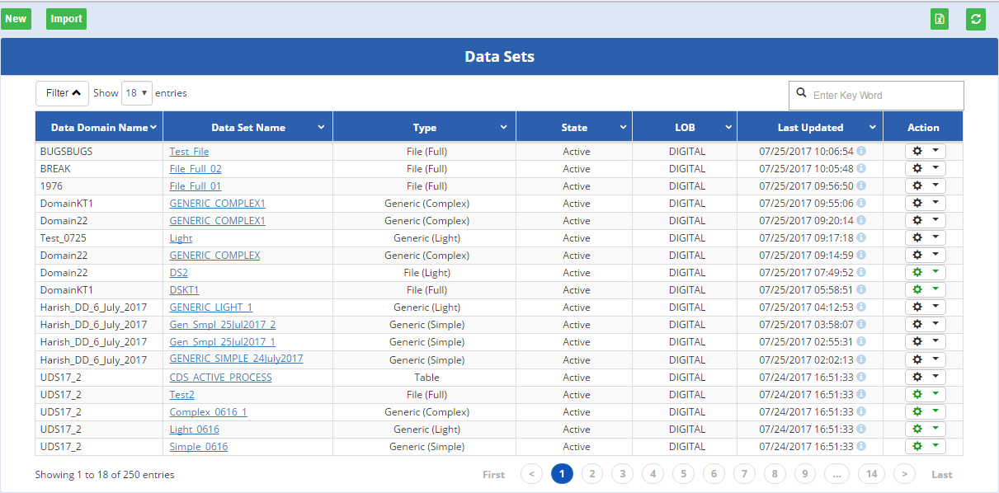 New Import
Data Sets
Filter Show 18 entries Enter Key Word
Data Domain Name Data Set Name Type State LOB Last Updated Action
BUGSBUGS Test_File File (Full) Active DIGITAL 07/25/2017 10:06:54
BREAK File_Full_02 File (Full) Active DIGITAL 07/25/2017 10:05:48
1976 File_Full_01 File (Full) Active DIGITAL 07/25/2017 09:56:50
DomainKT1 GENERIC_COMPLEX1 Generic (Complex) Active DIGITAL 07/25/2017 09:55:06
Domain22 GENERIC_COMPLEX1 Generic (Complex) Active DIGITAL 07/25/2017 09:20:14
Test_0725 Light Generic (Light) Active DIGITAL 07/25/2017 09:17:18
Domain22 GENERIC_COMPLEX Generic (Complex) Active DIGITAL 07/25/2017 09:14:59
Domain22 DS2 File (Light) Active DIGITAL 07/25/2017 07:49:52
DomainKT1 DSKT1 File (Full) Active DIGITAL 07/25/2017 05:58:51
Harish_DD_6_July_2017 GENERIC_LIGHT_1 Generic (Light) Active DIGITAL 07/25/2017 04:12:53
Harish_DD_6_July_2017 Gen_Smpl_25Jul2017_2 Generic (Simple) Active DIGITAL 07/25/2017 03:58:07
Harish_DD_6_July_2017 Gen_Smpl_25Jul2017_1 Generic (Simple) Active DIGITAL 07/25/2017 02:55:31
Harish_DD_6_July_2017 GENERIC_SIMPLE_24July2017 Generic (Simple) Active DIGITAL 07/25/2017 02:02:13
UDS17_2 CDS_ACTIVE_PROCESS Table Active DIGITAL 07/24/2017 16:51:33
UDS17_2 Test2 File (Full) Active DIGITAL 07/24/2017 16:51:33
UDS17_2 Complex_0616_1 Generic (Complex) Active DIGITAL 07/24/2017 16:51:33
UDS17_2 Light_0616 Generic (Light) Active DIGITAL 07/24/2017 16:51:33
UDS17_2 Simple_0616 Generic (Simple) Active DIGITAL 07/24/2017 16:51:33
Showing 1 to 18 of 250 entries First < 1 2 3 4 5 6 7 8 9 ... 14 > Last